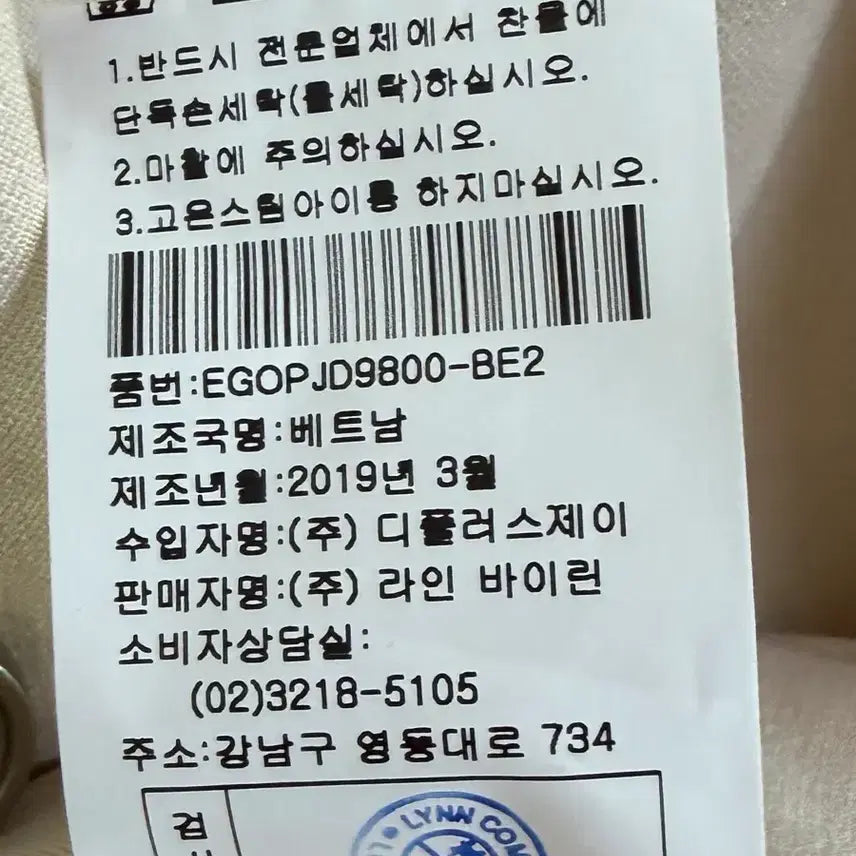 1.반드시 전문업체에서 찬물에
단독손세탁(물세탁)하십시오.
2.마찰에 주의하십시오.
3.고온스팀아이롱 하지마십시오.
품번:EGOPJD9800-BE2
제조국명:베트남
제조년월:2019년 3월
수입자명:(주) 디플러스제이
판매자명:(주) 라인 바이린
소비자상담실:
(02)3218-5105
주소:강남구 영동대로 734
검
LYNN COM